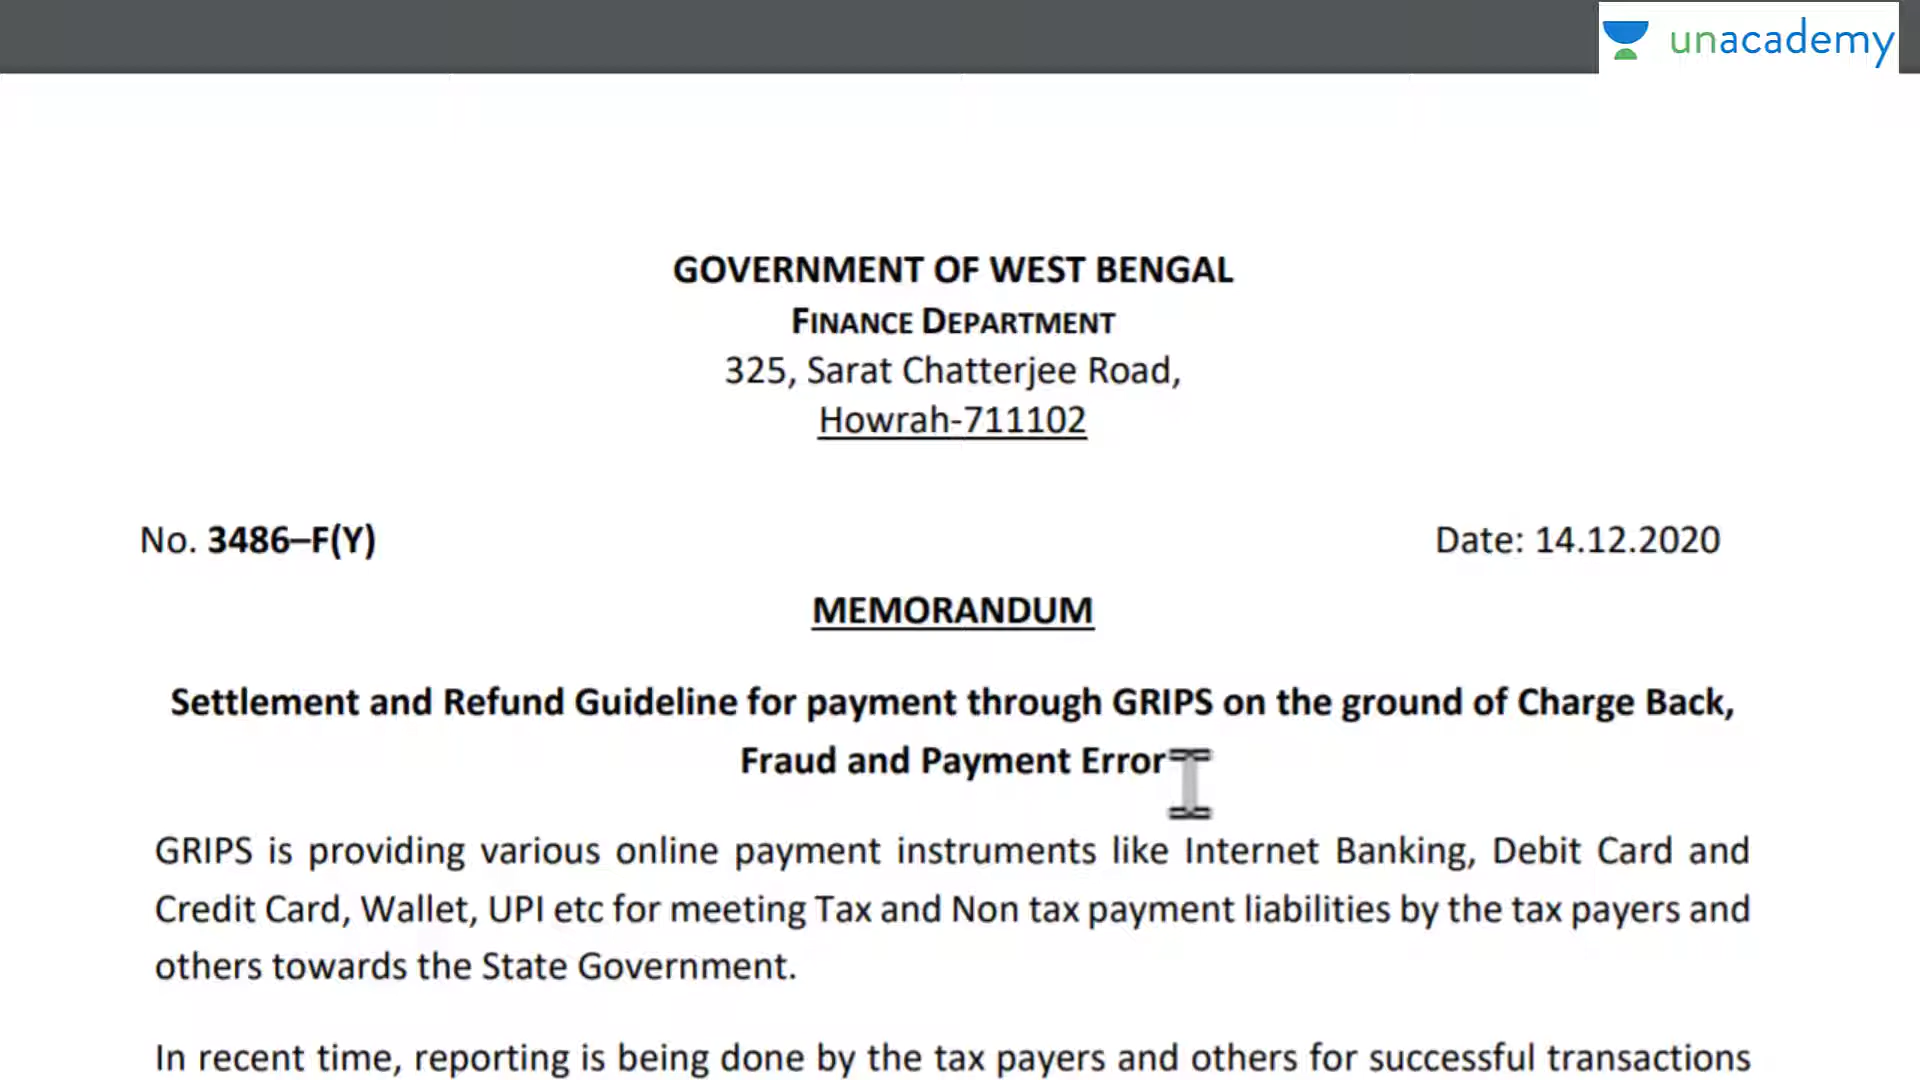 unacademy
GOVERNMENT OF WEST BENGAL
FINANCE DEPARTMENT
325, Sarat Chatterjee Road,
Howrah-711102
No. 3486–F(Y) Date: 14.12.2020
MEMORANDUM
Settlement and Refund Guideline for payment through GRIPS on the ground of Charge Back,
Fraud and Payment Error
GRIPS is providing various online payment instruments like Internet Banking, Debit Card and
Credit Card, Wallet, UPI etc for meeting Tax and Non tax payment liabilities by the tax payers and
others towards the State Government.
In recent time, reporting is being done by the tax payers and others for successful transactions